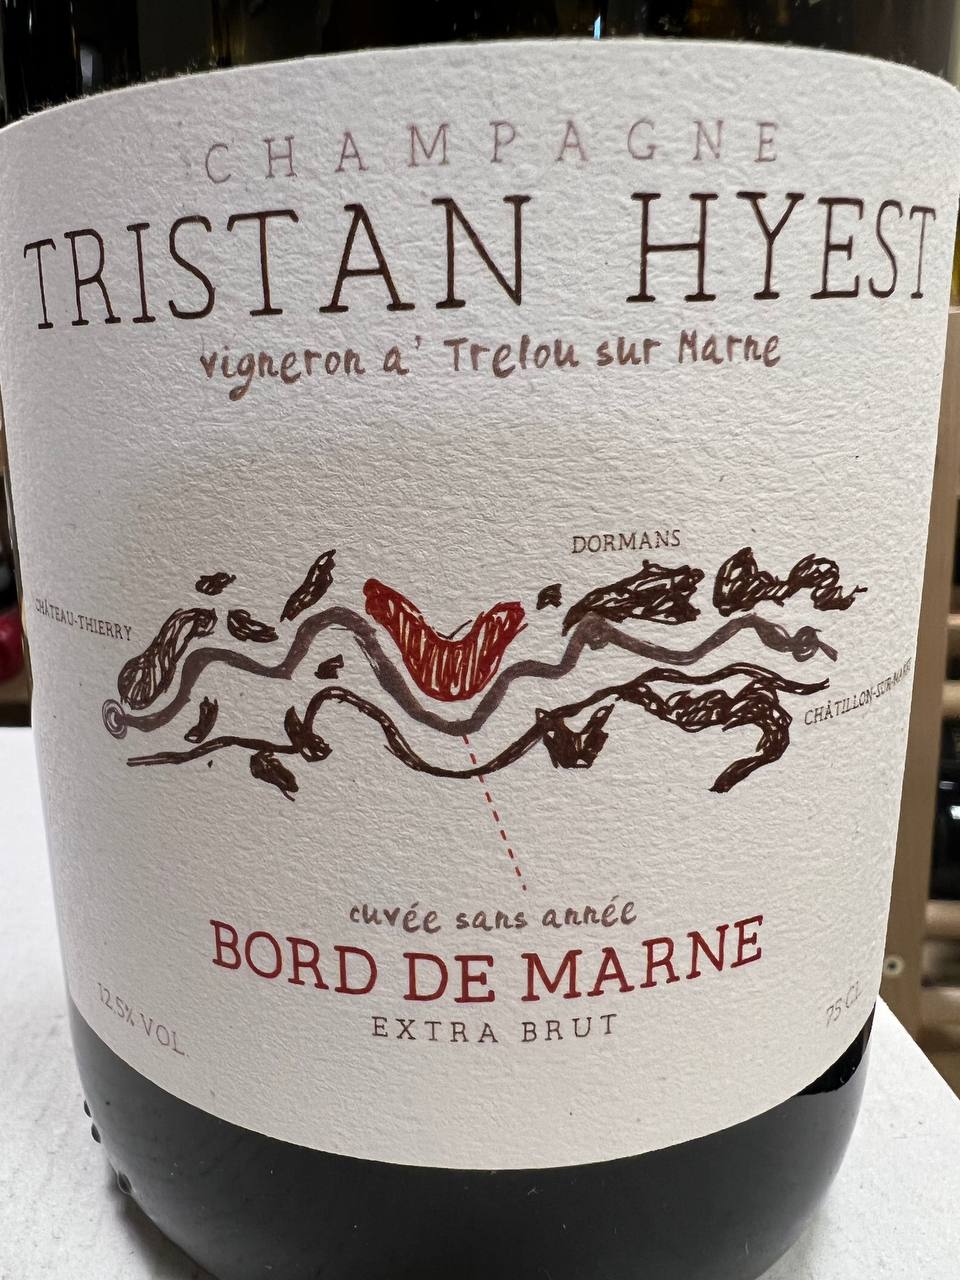 CHAMPAGNE
TRISTAN HYEST
vigneron a' Trelou sur Marne
DORMANS
CHÂTEAU-THIERRY
CHÂTILLON-SUR-MARNE
cuvée sans année
BORD DE MARNE
EXTRA BRUT
12.5% VOL.
75 CL